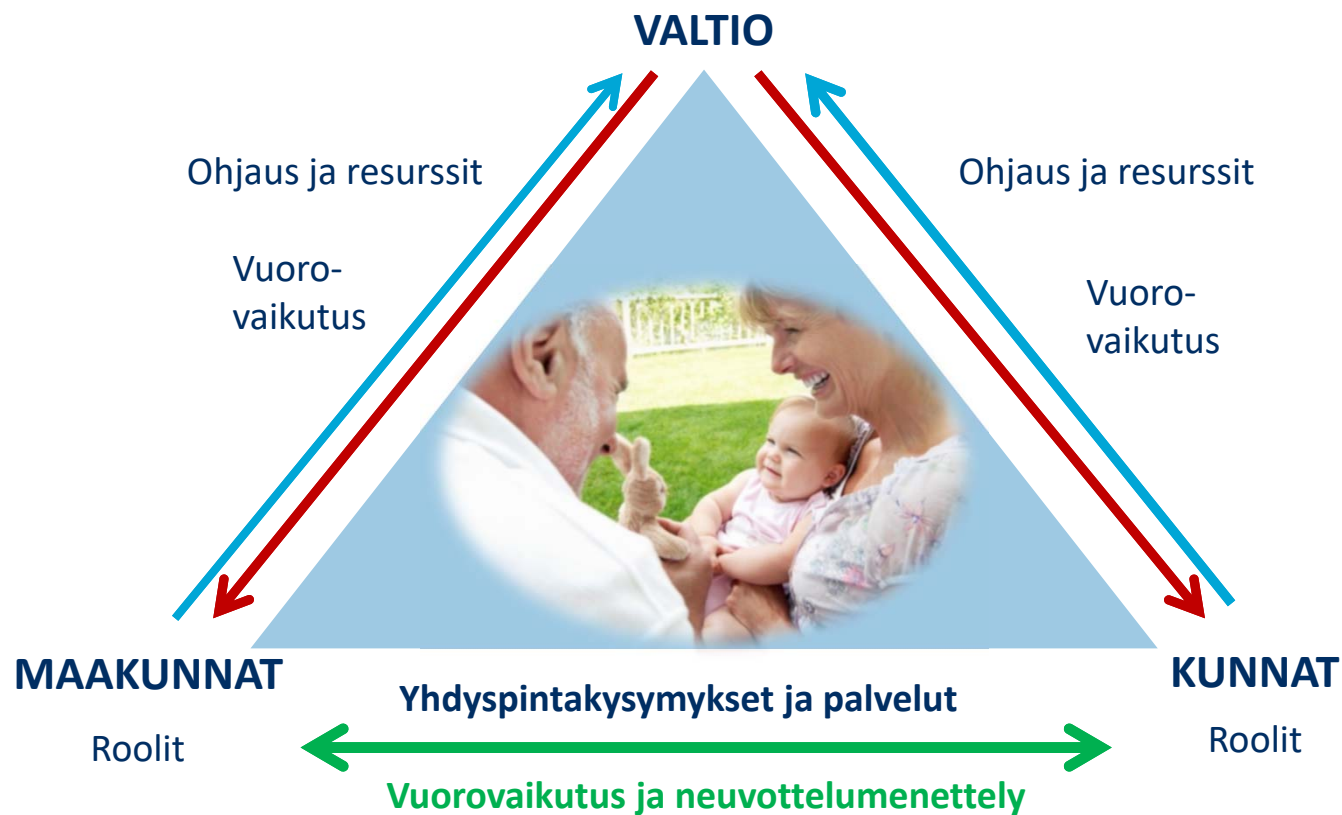 VALTIO
Ohjaus ja resurssit
Vuoro-
vaikutus
Ohjaus ja resurssit
Vuoro-
vaikutus
MAAKUNNAT
Roolit
Yhdyspintakysymykset ja palvelut
Vuorovaikutus ja neuvottelumenettely
KUNNAT
Roolit